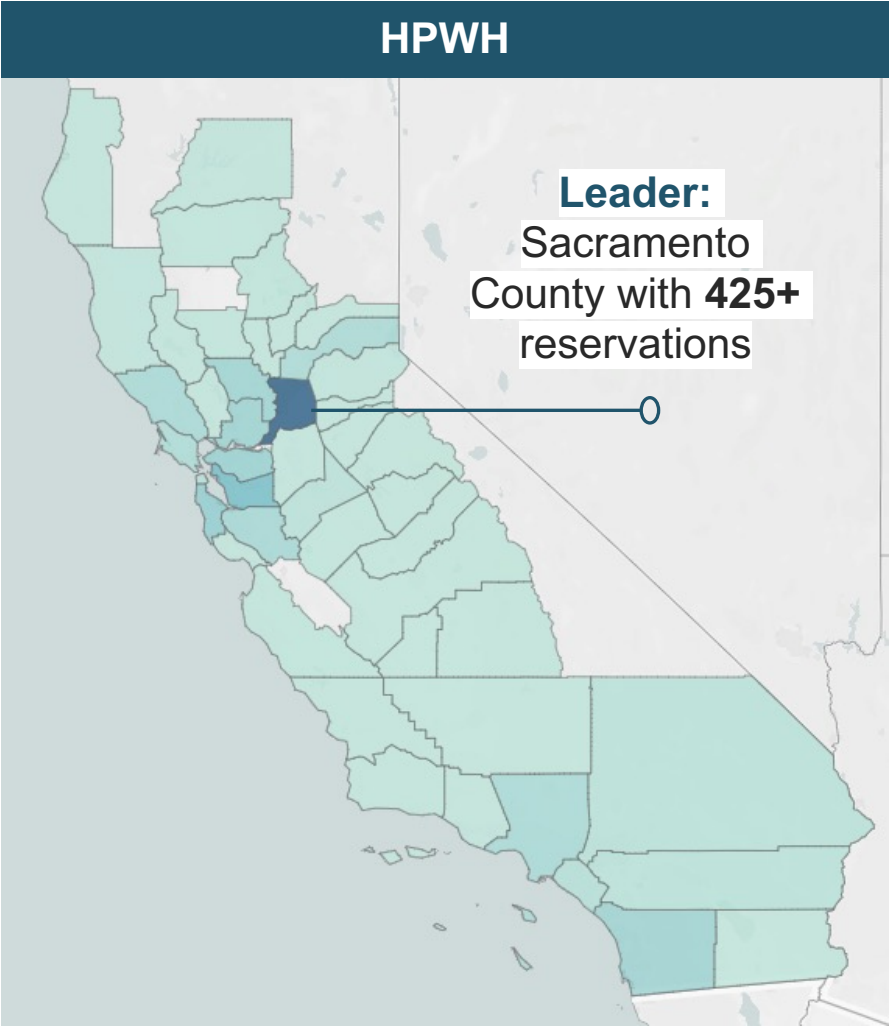 HPWH
Leader:
Sacramento
County with 425+
reservations